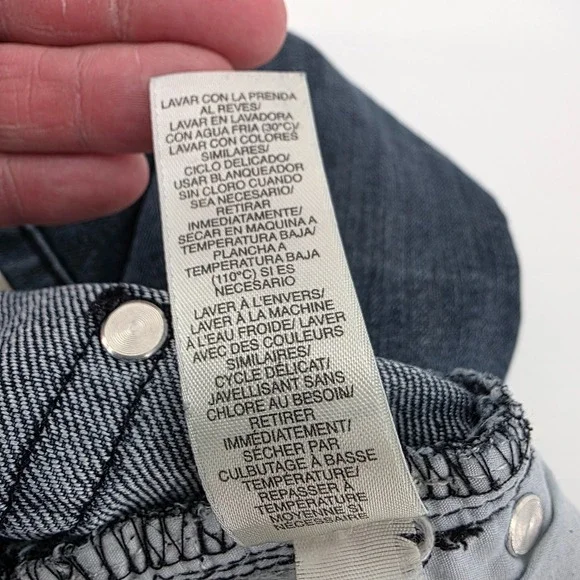 LAVAR CON LA PRENDA
AL REVES/
LAVAR EN LAVADORA
CON AGUA FRIA (30°C)/
LAVAR CON COLORES
SIMILARES/
CICLO DELICADO/
USAR BLANQUEADOR
SIN CLORO CUANDO
SEA NECESARIO/
RETIRAR
INMEDIATAMENTE/
SECAR EN MAQUINA A
TEMPERATURA BAJA/
PLANCHA A
TEMPERATURA BAJA
(110°C) SI ES
NECESARIO
LAVER À L'ENVERS/
LAVER À LA MACHINE
À L'EAU FROIDE/ LAVER
AVEC DES COULEURS
SIMILAIRES/
CYCLE DÉLICAT/
JAVELLISANT SANS
CHLORE AU BESOIN/
RETIRER
IMMÉDIATEMENT/
SÉCHER PAR
CULBUTAGE À BASSE
TEMPÉRATURE/
REPASSER À
TEMPÉRATURE
MOYENNE SI
NÉCESSAIRE